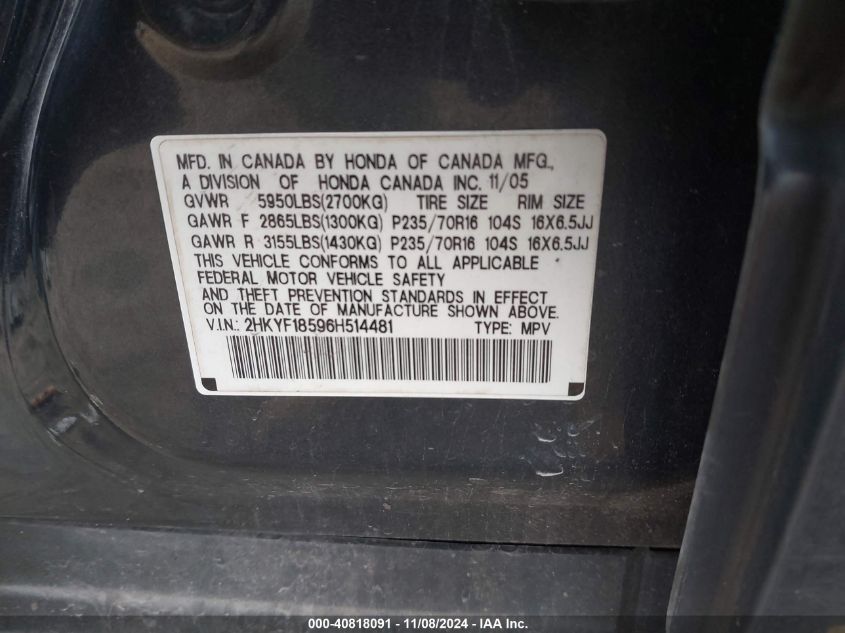 MFD. IN CANADA BY HONDA OF CANADA MFG.,
A DIVISION OF HONDA CANADA INC. 11/05
GVWR 5950LBS(2700KG) TIRE SIZE RIM SIZE
GAWR F 2865LBS(1300KG) P235/70R16 104S 16X6.5JJ
GAWR R 3155LBS(1430KG) P235/70R16 104S 16X6.5JJ
THIS VEHICLE CONFORMS TO ALL APPLICABLE
FEDERAL MOTOR VEHICLE SAFETY
AND THEFT PREVENTION STANDARDS IN EFFECT
ON THE DATE OF MANUFACTURE SHOWN ABOVE.
V.I.N.: 2HKYF18596H514481 TYPE: MPV
000-40818091 - 11/08/2024 - IAA Inc.